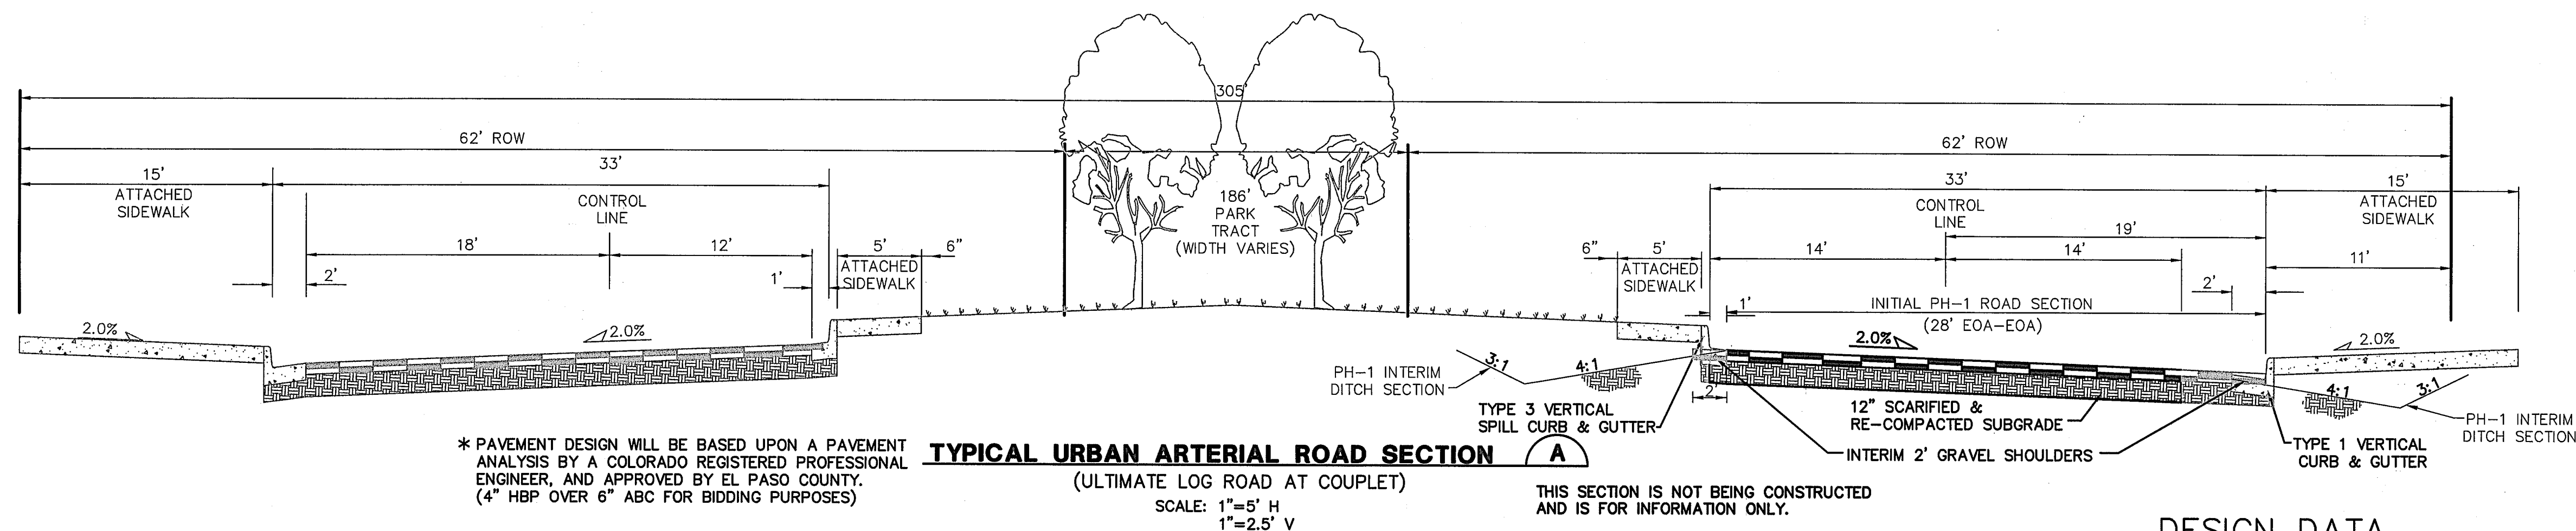 305'
62' ROW
62' ROW
15'
ATTACHED
SIDEWALK
33'
CONTROL
LINE
18'
12'
2'
1'
5'
ATTACHED
SIDEWALK
6"
186'
PARK
TRACT
(WIDTH VARIES)
6"
5'
ATTACHED
SIDEWALK
33'
CONTROL
LINE
19'
14'
14'
2'
15'
ATTACHED
SIDEWALK
11'
1'
INITIAL PH-1 ROAD SECTION
(28' EOA-EOA)
2.0%
2.0%
2.0%
2.0%
3:1
4:1
PH-1 INTERIM
DITCH SECTION
2'
4:1
3:1
PH-1 INTERIM
DITCH SECTION
TYPE 3 VERTICAL
SPILL CURB & GUTTER
12" SCARIFIED &
RE-COMPACTED SUBGRADE
INTERIM 2' GRAVEL SHOULDERS
TYPE 1 VERTICAL
CURB & GUTTER
* PAVEMENT DESIGN WILL BE BASED UPON A PAVEMENT
ANALYSIS BY A COLORADO REGISTERED PROFESSIONAL
ENGINEER, AND APPROVED BY EL PASO COUNTY.
(4" HBP OVER 6" ABC FOR BIDDING PURPOSES)
TYPICAL URBAN ARTERIAL ROAD SECTION A
(ULTIMATE LOG ROAD AT COUPLET)
SCALE: 1"=5' H
1"=2.5' V
THIS SECTION IS NOT BEING CONSTRUCTED
AND IS FOR INFORMATION ONLY.
DESIGN DATA